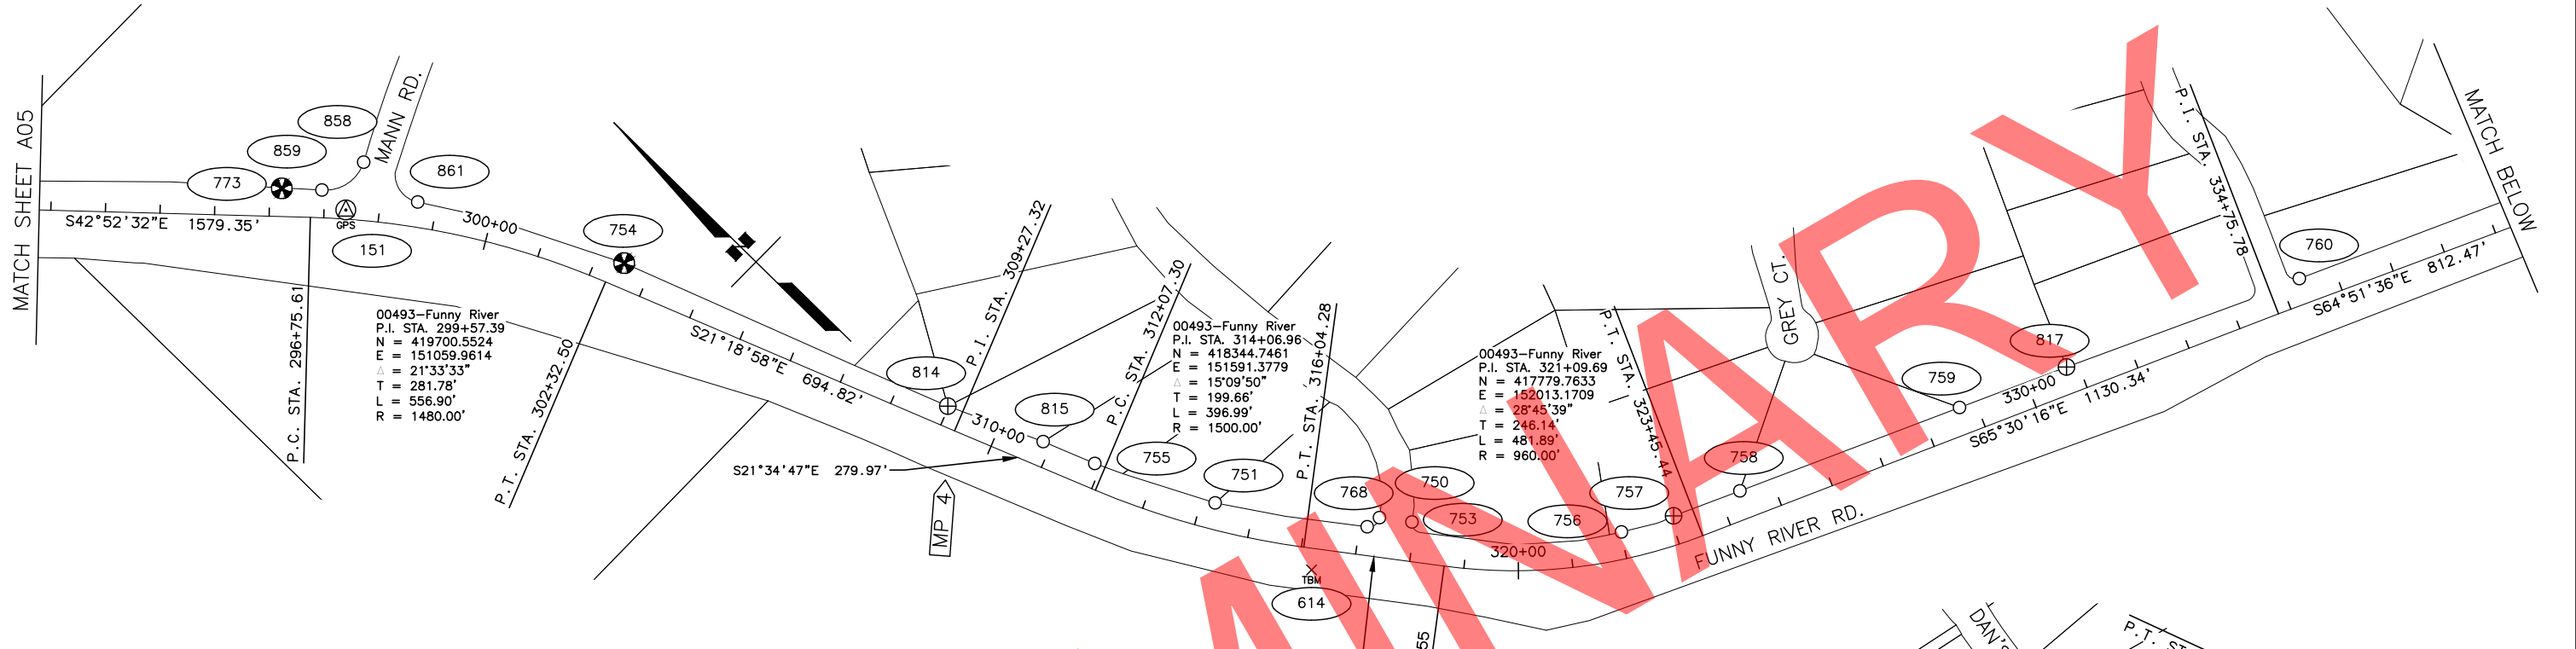 MATCH SHEET A05
858
859
773
MANN RD.
861
GPS
151
S42°52'32"E 1579.35'
300+00
754
P.C. STA. 296+75.61
00493-Funny River
P.I. STA. 299+57.39
N = 419700.5524
E = 151059.9614
Δ = 21°33'33"
T = 281.78'
L = 556.90'
R = 1480.00'
P.T. STA. 302+32.50
S21°18'58"E 694.82'
814
P.I. STA. 309+27.32
310+00
815
S21°34'47"E 279.97'
MP 4
P.C. STA. 312+07.30
00493-Funny River
P.I. STA. 314+06.96
N = 418344.7461
E = 151591.3779
Δ = 15°09'50"
T = 199.66'
L = 396.99'
R = 1500.00'
755
751
P.T. STA. 316+04.28
768
750
753
TBM
614
55
320+00
00493-Funny River
P.I. STA. 321+09.69
N = 417779.7633
E = 152013.1709
Δ = 28°45'39"
T = 246.14'
L = 481.89'
R = 960.00'
756
757
P.T. STA. 323+45.44
758
GREY CT.
FUNNY RIVER RD.
759
817
330+00
S65°30'16"E 1130.34'
P.I. STA. 334+75.78
760
S64°51'36"E 812.47'
MATCH BELOW
DAN'S
P.T. ST
MINARY